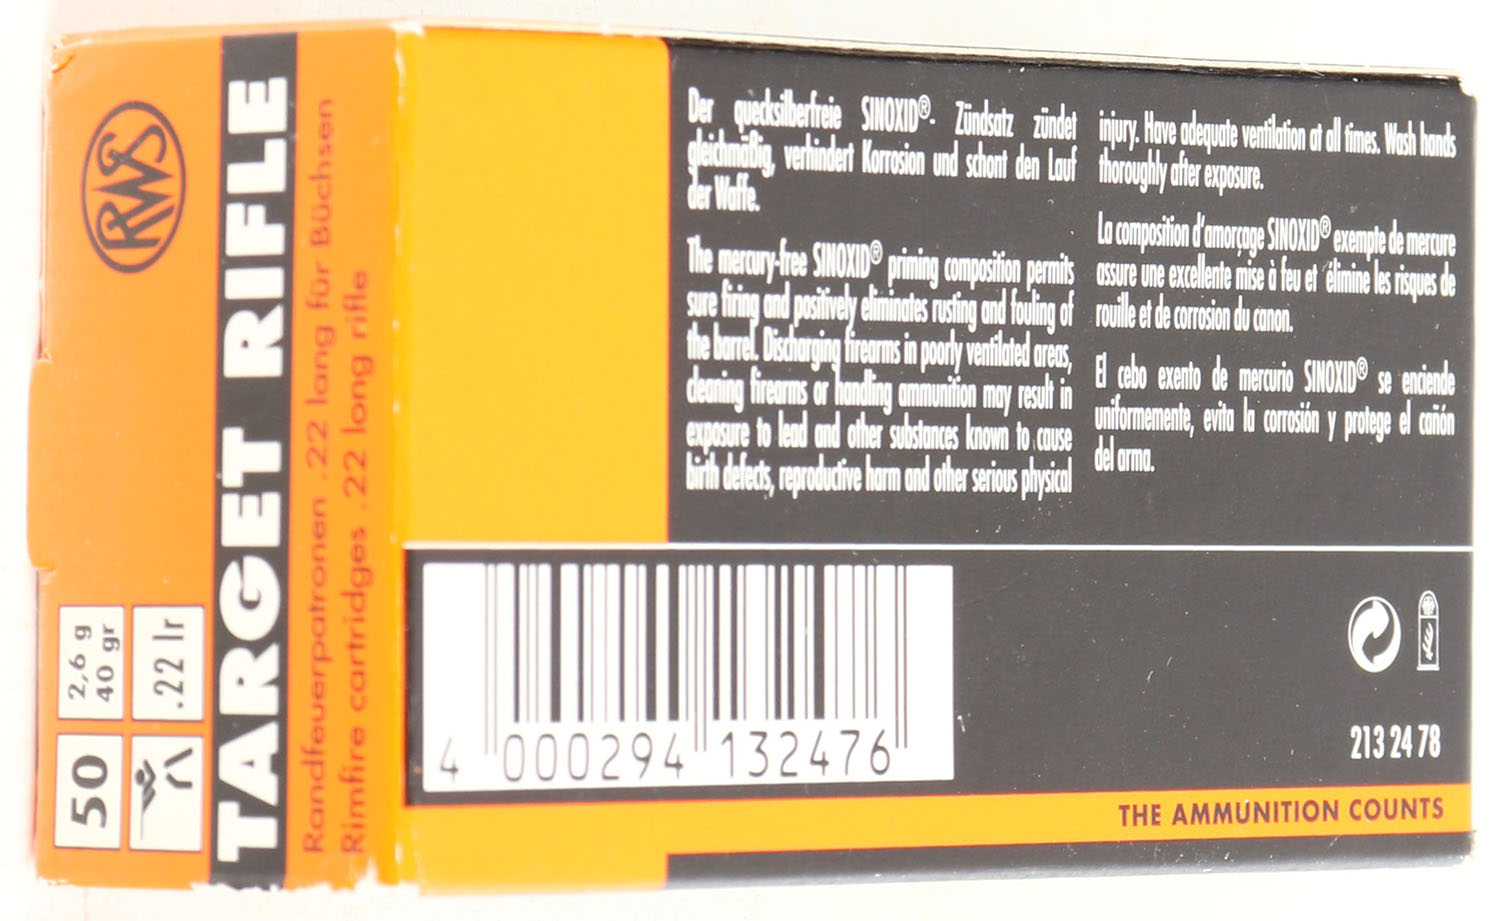 RWS
50
2,6 g
40 gr
.22 lr
TARGET RIFLE
Randfeuerpatronen .22 lang für Büchsen
Rimfire cartridges .22 long rifle
Der quecksilberfreie SINOXID®- Zündsatz zündet
gleichmäßig, verhindert Korrosion und schont den Lauf
der Waffe.
The mercury-free SINOXID® priming composition permits
sure firing and positively eliminates rusting and fouling of
the barrel. Discharging firearms in poorly ventilated areas,
cleaning firearms or handling ammunition may result in
exposure to lead and other substances known to cause
birth defects, reproductive harm and other serious physical
injury. Have adequate ventilation at all times. Wash hands
thoroughly after exposure.
La composition d'amorçage SINOXID® exempte de mercure
assure une excellente mise à feu et élimine les risques de
rouille et de corrosion du canon.
El cebo exento de mercurio SINOXID® se enciende
uniformemente, evita la corrosión y protege el cañón
del arma.
4 000294 132476
213 24 78
THE AMMUNITION COUNTS